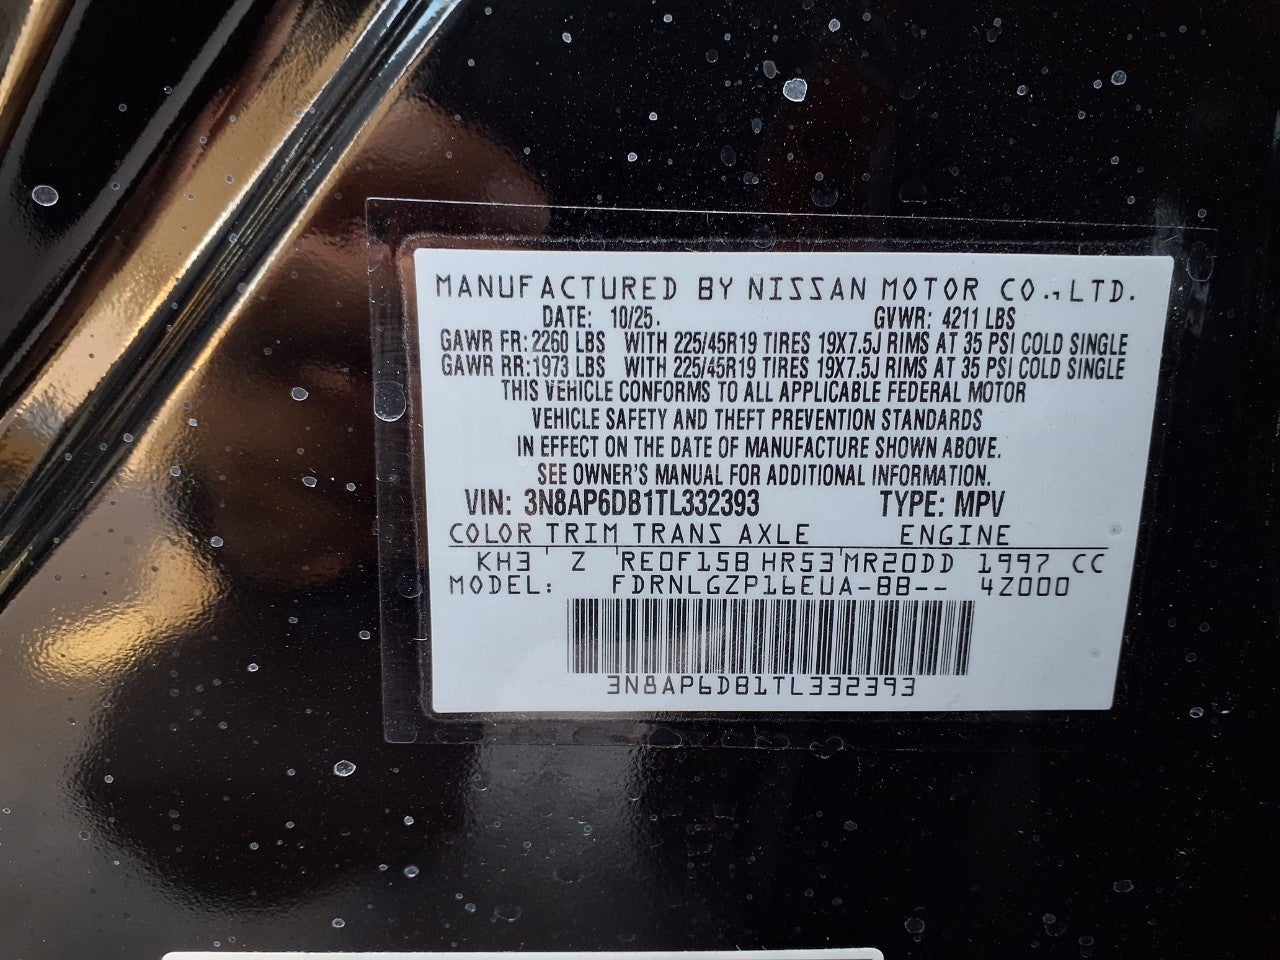 MANUFACTURED BY NISSAN MOTOR CO., LTD.
DATE: 10/25. GVWR: 4211 LBS
GAWR FR: 2260 LBS WITH 225/45R19 TIRES 19X7.5J RIMS AT 35 PSI COLD SINGLE
GAWR RR: 1973 LBS WITH 225/45R19 TIRES 19X7.5J RIMS AT 35 PSI COLD SINGLE
THIS VEHICLE CONFORMS TO ALL APPLICABLE FEDERAL MOTOR
VEHICLE SAFETY AND THEFT PREVENTION STANDARDS
IN EFFECT ON THE DATE OF MANUFACTURE SHOWN ABOVE.
SEE OWNER'S MANUAL FOR ADDITIONAL INFORMATION.
VIN: 3N8AP6DB1TL332393 TYPE: MPV
COLOR TRIM TRANS AXLE ENGINE
KH3 ' Z ' RE0F15B HR53'MR20DD 1997 CC
MODEL: FDRNLGZP16EUA-BB-- 4Z000
3N8AP6DB1TL332393